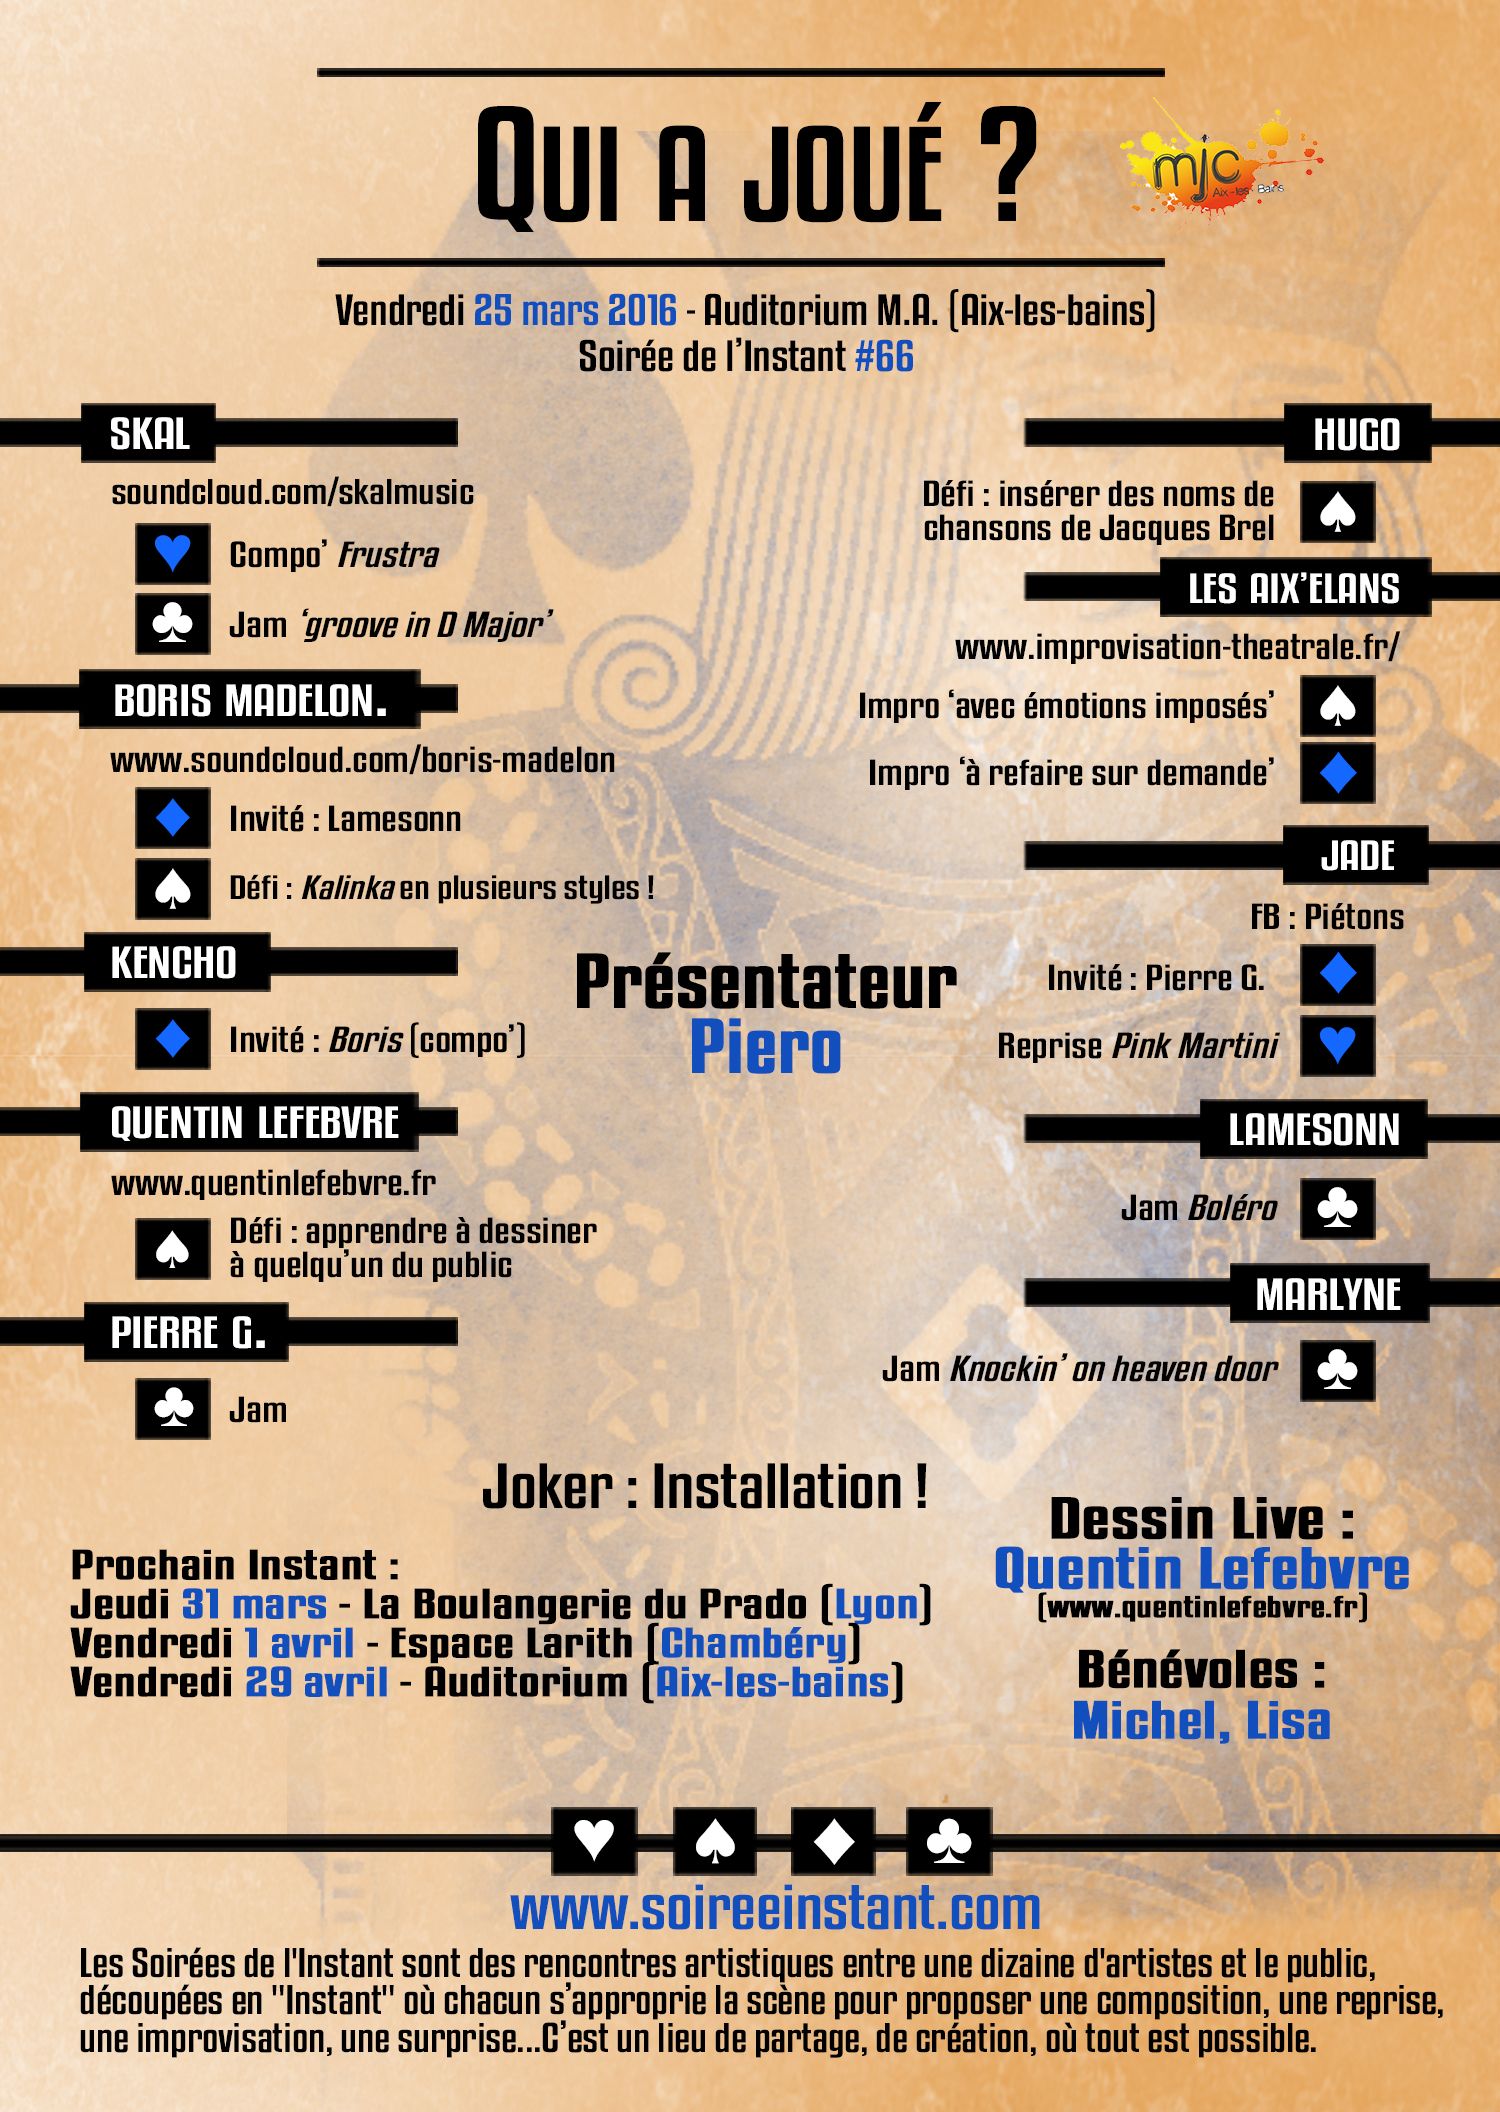 Qui a joué ?
mjc
Aix-les-Bains
Vendredi 25 mars 2016 - Auditorium M.A. (Aix-les-bains)
Soirée de l’Instant #66
SKAL
soundcloud.com/skalmusic
Compo’ Frustra
Jam ‘groove in D Major’
BORIS MADELON.
www.soundcloud.com/boris-madelon
Invité : Lamesonn
Défi : Kalinka en plusieurs styles !
KENCHO
Invité : Boris (compo’)
QUENTIN LEFEBVRE
www.quentinlefebvre.fr
Défi : apprendre à dessiner
à quelqu’un du public
PIERRE G.
Jam
HUGO
Défi : insérer des noms de
chansons de Jacques Brel
LES AIX’ELANS
www.improvisation-theatrale.fr/
Impro ‘avec émotions imposés’
Impro ‘à refaire sur demande’
JADE
FB : Piétons
Invité : Pierre G.
Reprise Pink Martini
LAMESONN
Jam Boléro
MARLYNE
Jam Knockin’ on heaven door
Présentateur
Piero
Joker : Installation !
Prochain Instant :
Jeudi 31 mars - La Boulangerie du Prado (Lyon)
Vendredi 1 avril - Espace Larith (Chambéry)
Vendredi 29 avril - Auditorium (Aix-les-bains)
Dessin Live :
Quentin Lefebvre
(www.quentinlefebvre.fr)
Bénévoles :
Michel, Lisa
www.soireeinstant.com
Les Soirées de l'Instant sont des rencontres artistiques entre une dizaine d'artistes et le public,
découpées en "Instant" où chacun s’approprie la scène pour proposer une composition, une reprise,
une improvisation, une surprise...C’est un lieu de partage, de création, où tout est possible.